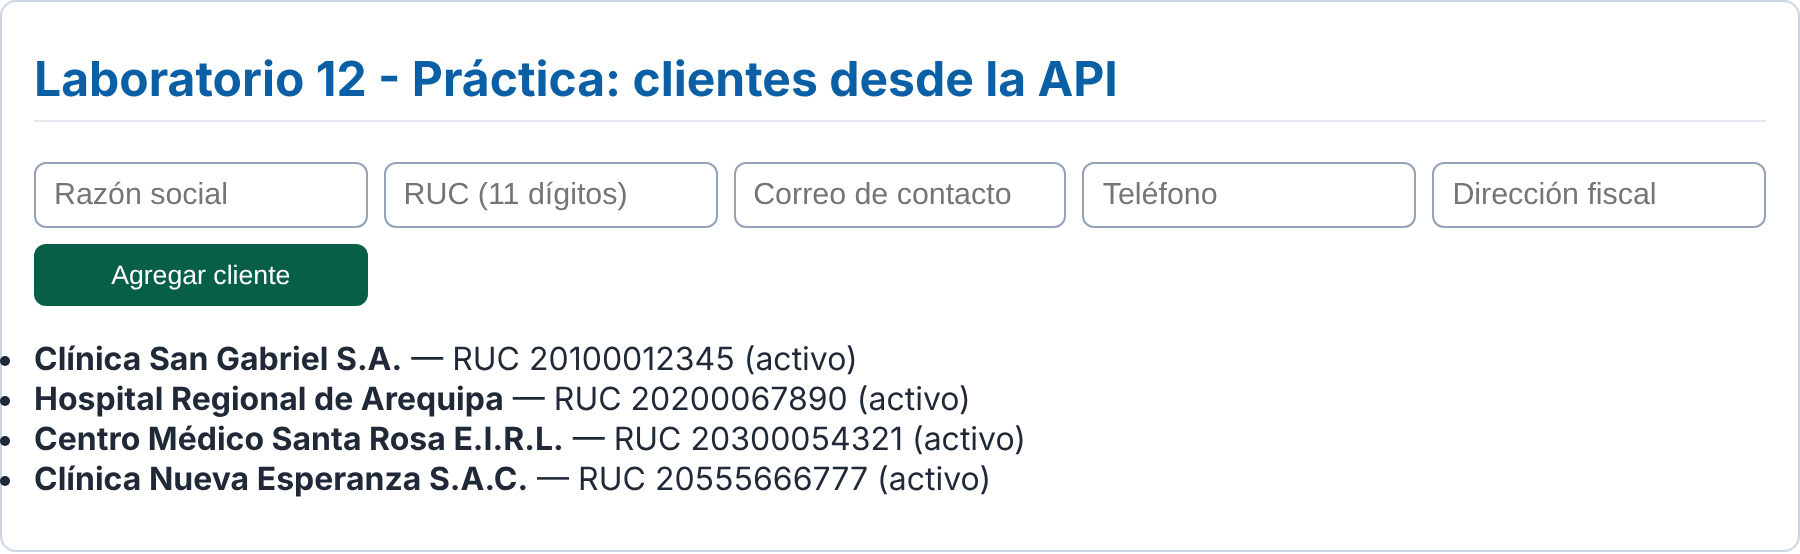 Laboratorio 12 - Práctica: clientes desde la API
Razón social RUC (11 dígitos) Correo de contacto Teléfono Dirección fiscal
Agregar cliente
• Clínica San Gabriel S.A. — RUC 20100012345 (activo)
• Hospital Regional de Arequipa — RUC 20200067890 (activo)
• Centro Médico Santa Rosa E.I.R.L. — RUC 20300054321 (activo)
• Clínica Nueva Esperanza S.A.C. — RUC 20555666777 (activo)